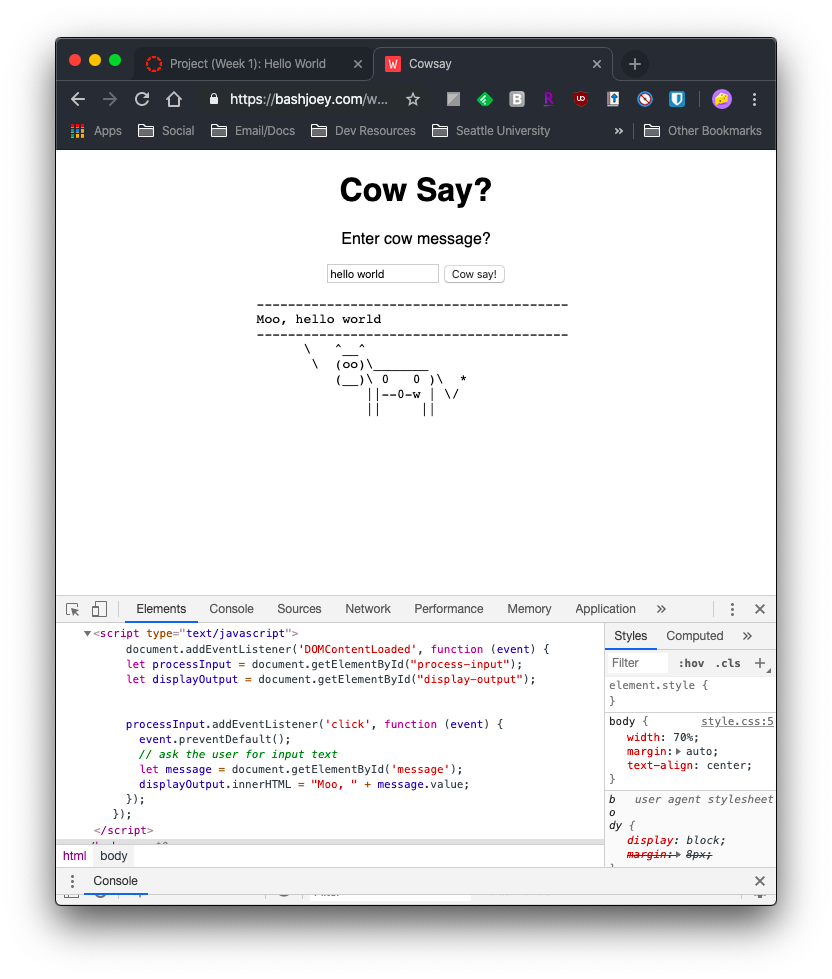 Project (Week 1): Hello World
Cowsay
https://bashjoey.com/w...
Apps Social Email/Docs Dev Resources Seattle University » Other Bookmarks
Cow Say?
Enter cow message?
hello world Cow say!
----------------------------------------
Moo, hello world
----------------------------------------
\   ^__^
\  (oo)\_______
(__)\ 0   0 )\  *
||--0-w | \/
||     ||
Elements Console Sources Network Performance Memory Application »
<script type="text/javascript">
document.addEventListener('DOMContentLoaded', function (event) {
let processInput = document.getElementById("process-input");
let displayOutput = document.getElementById("display-output");
processInput.addEventListener('click', function (event) {
event.preventDefault();
// ask the user for input text
let message = document.getElementById('message');
displayOutput.innerHTML = "Moo, " + message.value;
});
});
</script>
html body
Styles Computed »
Filter :hov .cls +
element.style {
}
body { style.css:5
width: 70%;
margin: auto;
text-align: center;
}
b user agent stylesheet
o
dy {
display: block;
margin: 8px;
Console